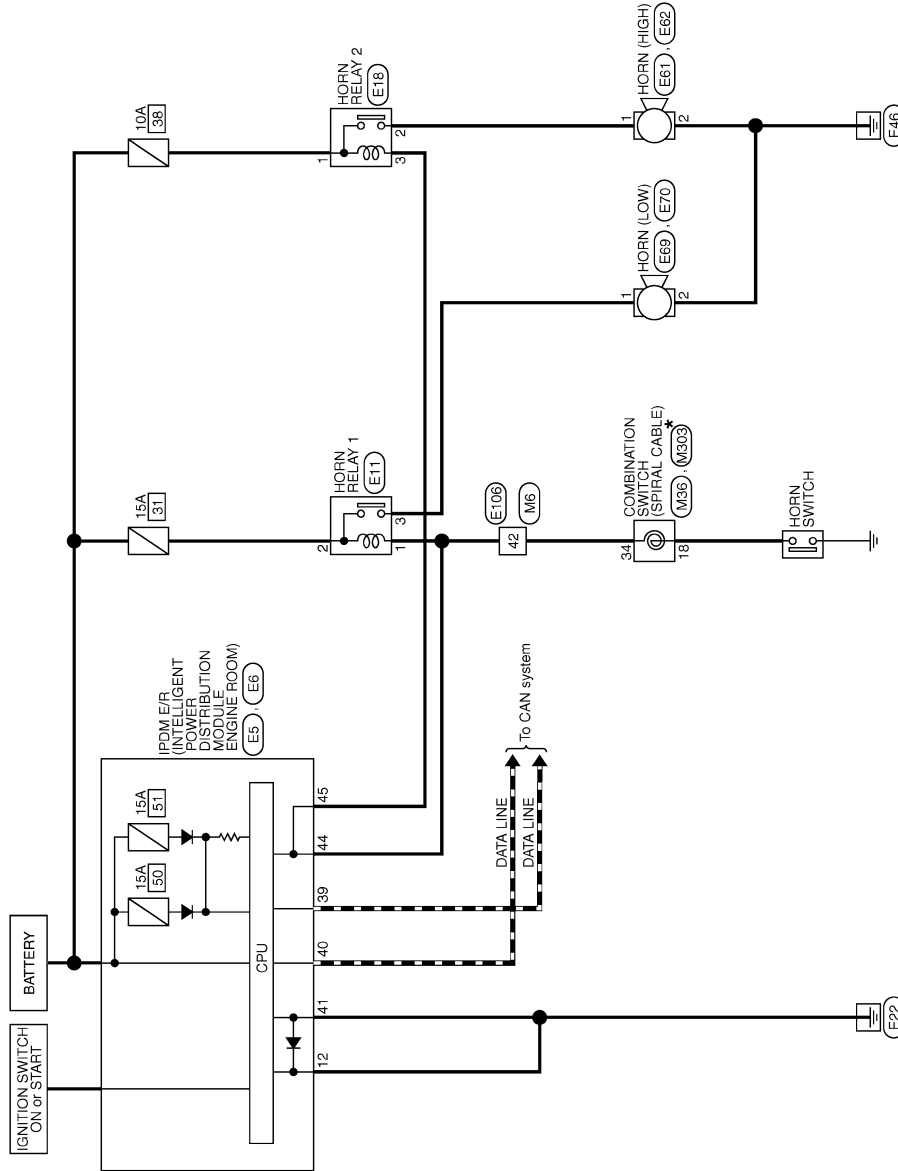 IGNITION SWITCH
ON or START
BATTERY
IPDM E/R
(INTELLIGENT
POWER
DISTRIBUTION
MODULE
ENGINE ROOM)
E5 , E6
15A
50
15A
51
CPU
12
41
40
39
44
45
DATA LINE
DATA LINE
To CAN system
15A
31
10A
38
HORN
RELAY 1
E11
2
1
3
HORN
RELAY 2
E18
1
3
2
E106
42
M6
COMBINATION
SWITCH
(SPIRAL CABLE)
*
M36 , M303
34
18
HORN
SWITCH
HORN (LOW)
E69 , E70
1
2
HORN (HIGH)
E61 , E62
1
2
E22
E46